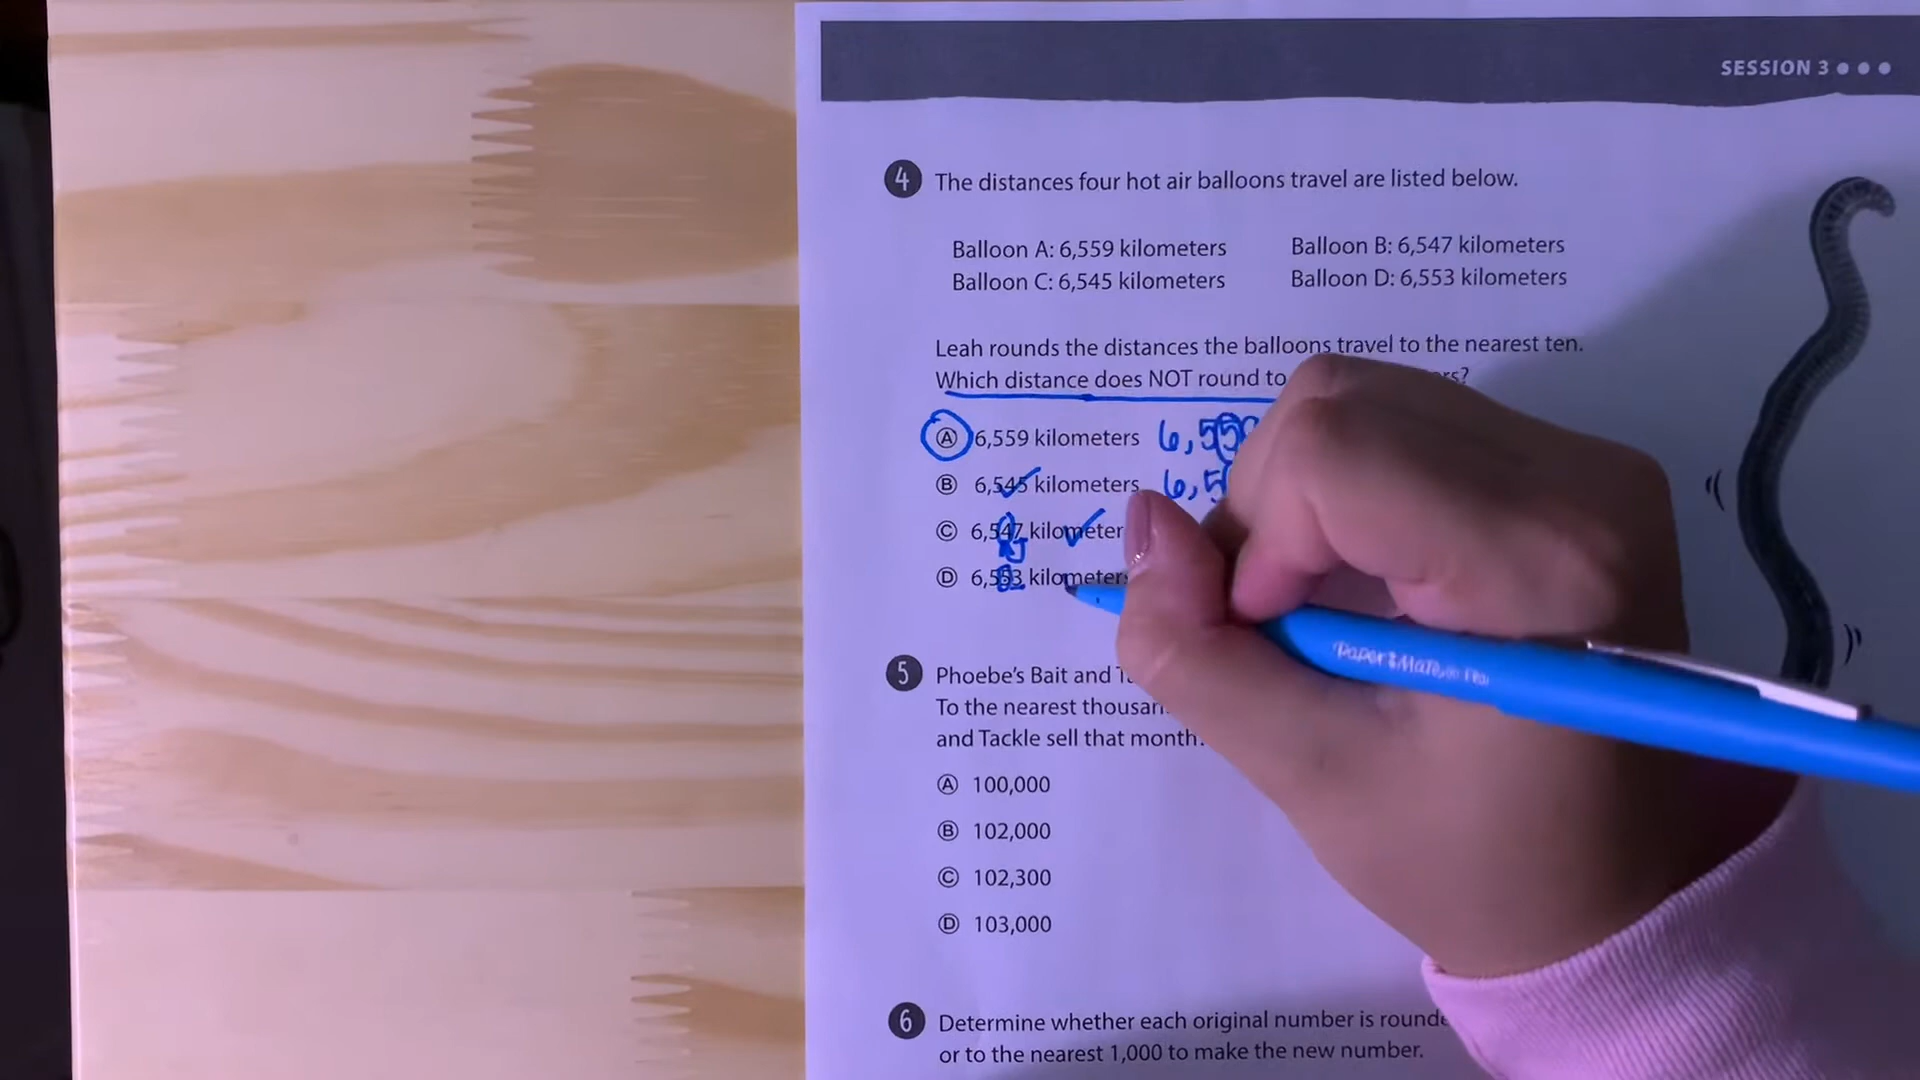 SESSION 3
4 The distances four hot air balloons travel are listed below.
Balloon A: 6,559 kilometers Balloon B: 6,547 kilometers
Balloon C: 6,545 kilometers Balloon D: 6,553 kilometers
Leah rounds the distances the balloons travel to the nearest ten.
Which distance does NOT round to
A 6,559 kilometers 6,55
B 6,545 kilometers 6,5
C 6,547 kilometer
D 6,553 kilometers
5 Phoebe's Bait and
To the nearest
and Tackle sell that month.
A 100,000
B 102,000
C 102,300
D 103,000
6 Determine whether each original number is
or to the nearest 1,000 to make the new number.
PaperMate